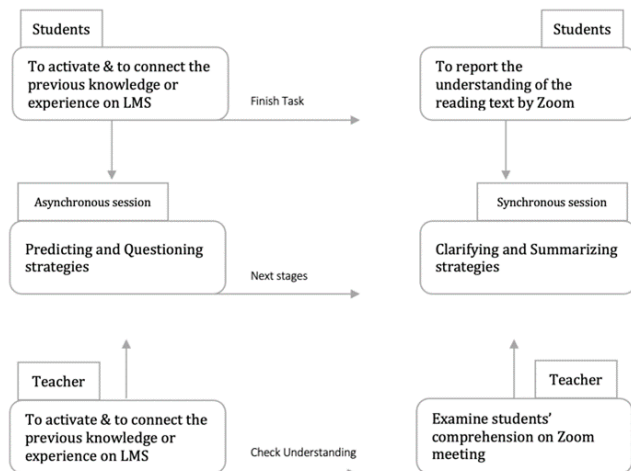 Students
To activate & to connect the
previous knowledge or
experience on LMS
Finish Task
Students
To report the
understanding of the
reading text by Zoom
Asynchronous session
Predicting and Questioning
strategies
Next stages
Synchronous session
Clarifying and Summarizing
strategies
Teacher
To activate & to connect the
previous knowledge or
experience on LMS
Check Understanding
Teacher
Examine students'
comprehension on Zoom
meeting